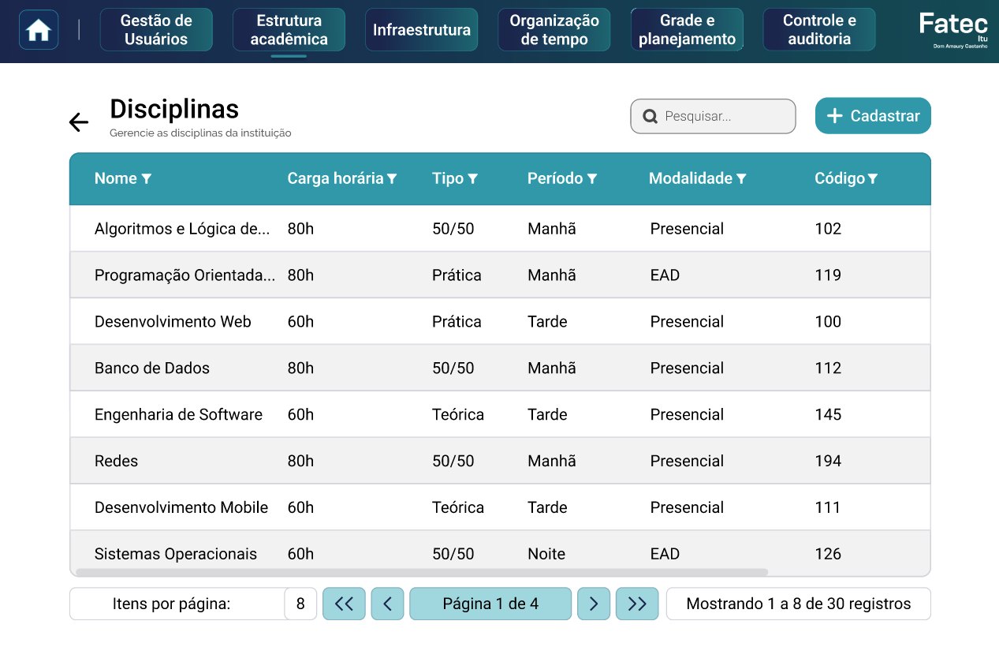 Gestão de
Usuários
Estrutura
acadêmica
Infraestrutura
Organização
de tempo
Grade e
planejamento
Controle e
auditoria
Fatec
Itu
Dom Amaury Castanho
Disciplinas
Gerencie as disciplinas da instituição
Pesquisar...
Cadastrar
Nome Carga horária Tipo Período Modalidade Código
Algoritmos e Lógica de... 80h 50/50 Manhã Presencial 102
Programação Orientada... 80h Prática Manhã EAD 119
Desenvolvimento Web 60h Prática Tarde Presencial 100
Banco de Dados 80h 50/50 Manhã Presencial 112
Engenharia de Software 60h Teórica Tarde Presencial 145
Redes 80h 50/50 Manhã Presencial 194
Desenvolvimento Mobile 60h Teórica Tarde Presencial 111
Sistemas Operacionais 60h 50/50 Noite EAD 126
Itens por página: 8 Página 1 de 4 Mostrando 1 a 8 de 30 registros